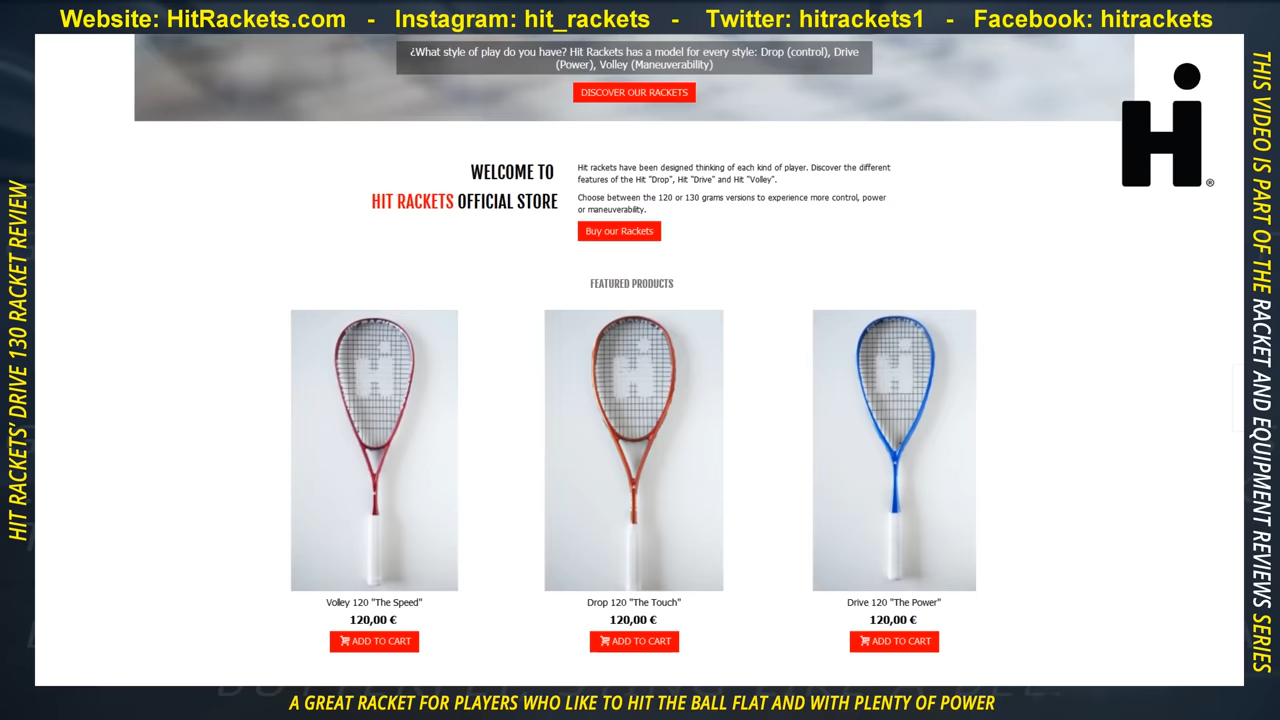 Website: HitRackets.com - Instagram: hit_rackets - Twitter: hitrackets1 - Facebook: hitrackets
HIT RACKETS' DRIVE 130 RACKET REVIEW
¿What style of play do you have? Hit Rackets has a model for every style: Drop (control), Drive
(Power), Volley (Maneuverability)
DISCOVER OUR RACKETS
Hi®
WELCOME TO
HIT RACKETS OFFICIAL STORE
Hit rackets have been designed thinking of each kind of player. Discover the different
features of the Hit "Drop", Hit "Drive" and Hit "Volley".
Choose between the 120 or 130 grams versions to experience more control, power
or maneuverability.
Buy our Rackets
FEATURED PRODUCTS
Hi
Hi
Hi
Volley 120 "The Speed"
120,00 €
ADD TO CART
Drop 120 "The Touch"
120,00 €
ADD TO CART
Drive 120 "The Power"
120,00 €
ADD TO CART
THIS VIDEO IS PART OF THE RACKET AND EQUIPMENT REVIEWS SERIES
A GREAT RACKET FOR PLAYERS WHO LIKE TO HIT THE BALL FLAT AND WITH PLENTY OF POWER